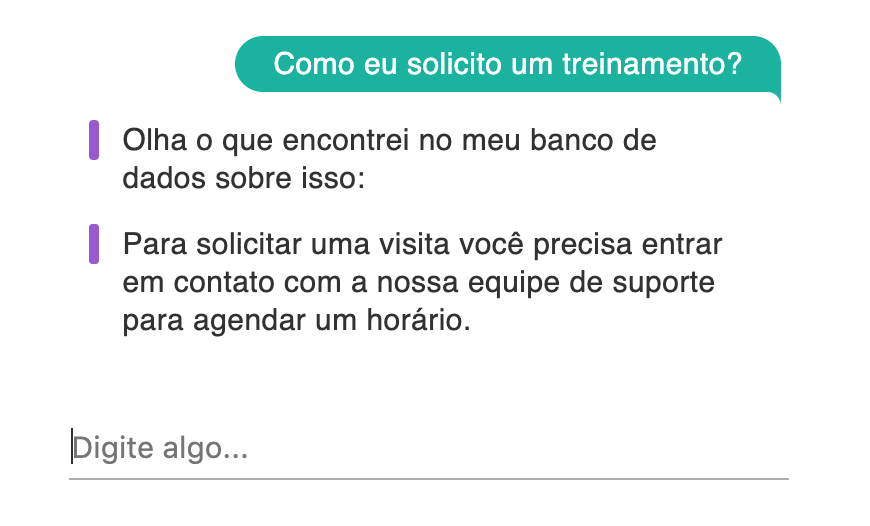 Como eu solicito um treinamento?
Olha o que encontrei no meu banco de
dados sobre isso:
Para solicitar uma visita você precisa entrar
em contato com a nossa equipe de suporte
para agendar um horário.
Digite algo...